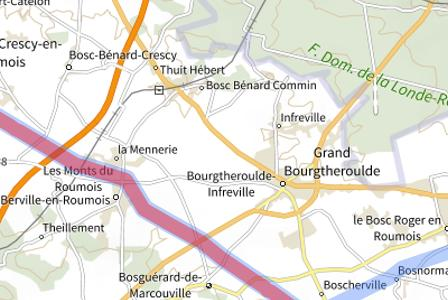 Crescy-en-
mois
Bosc-Bénard-Crescy
Thuit Hébert
Bosc Bénard Commin
F. Dom. de la Londe-R
Infreville
la Mennerie
Grand
Bourgtheroulde
Les Monts du
Roumois
Bourgtheroulde-
Infreville
Berville-en-Roumois
Theillement
le Bosc Roger en
Roumois
Bosguérard-de-
Marcouville
Bosnorma
Boscherville